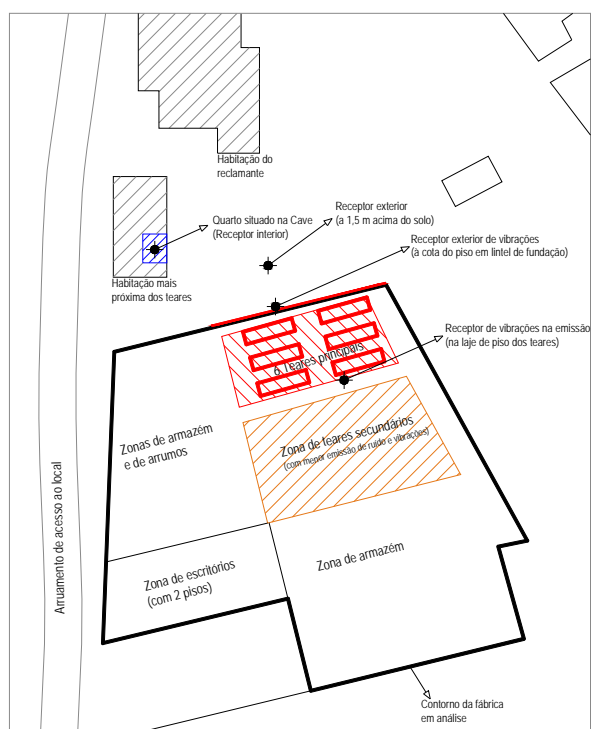 Habitação do
reclamante
Receptor exterior
(a 1,5 m acima do solo)
Quarto situado na Cave
(Receptor interior)
Receptor exterior de vibrações
(à cota do piso em lintel de fundação)
Habitação mais
próxima dos teares
Receptor de vibrações na emissão
(na laje de piso dos teares)
6 Teares principais
Zonas de armazém
e de arrumos
Zona de teares secundários
(com menor emissão de ruído e vibrações)
Arruamento de acesso ao local
Zona de escritórios
(com 2 pisos)
Zona de armazém
Contorno da fábrica
em análise